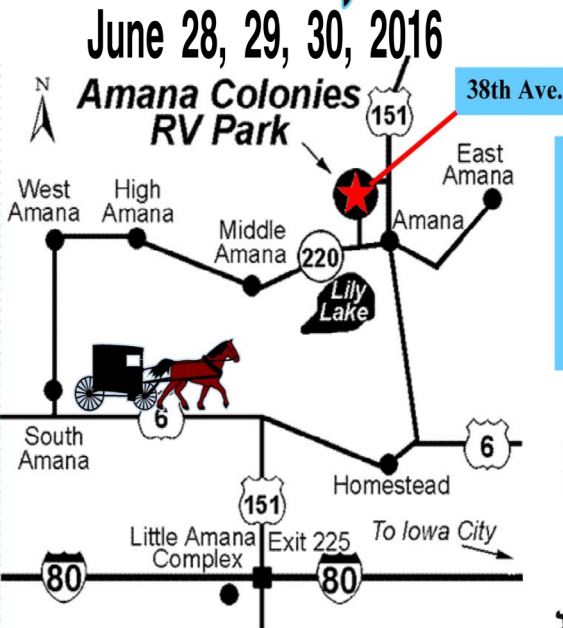 June 28, 29, 30, 2016
N
Amana Colonies
RV Park
151
38th Ave.
East
Amana
West
Amana
High
Amana
Middle
Amana
220
Amana
Lily
Lake
6
South
Amana
6
Homestead
151
Little Amana
Complex
Exit 225
To Iowa City
80
80